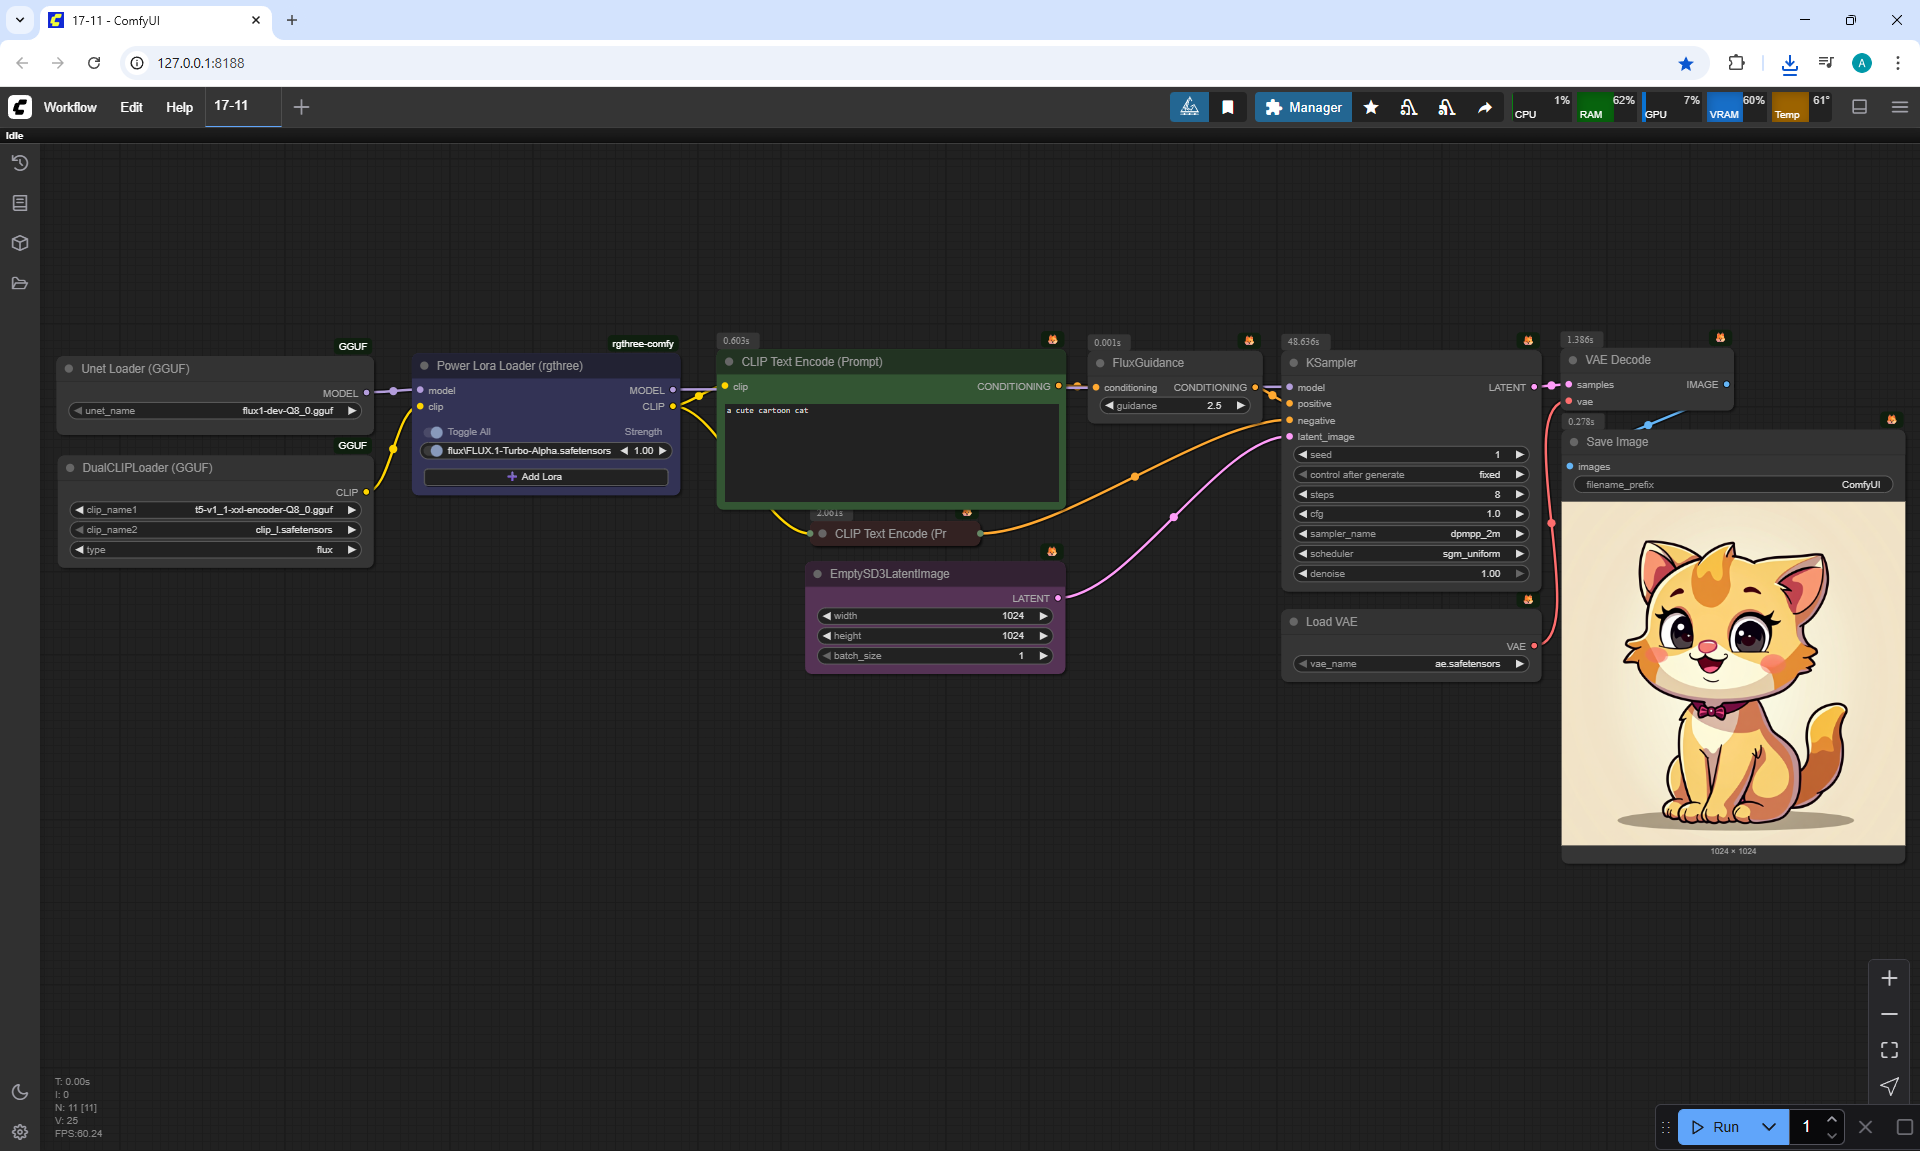 17-11 - ComfyUI
127.0.0.1:8188
A
Workflow
Edit
Help
17-11
Manager
CPU
1%
RAM
62%
GPU
7%
VRAM
60%
Temp
61°
Idle
GGUF
Unet Loader (GGUF)
MODEL
unet_name
flux1-dev-Q8_0.gguf
GGUF
DualCLIPLoader (GGUF)
CLIP
clip_name1
t5-v1_1-xxl-encoder-Q8_0.gguf
clip_name2
clip_l.safetensors
type
flux
rgthree-comfy
Power Lora Loader (rgthree)
model
MODEL
clip
CLIP
Toggle All
Strength
flux\FLUX.1-Turbo-Alpha.safetensors
1.00
Add Lora
0.603s
CLIP Text Encode (Prompt)
clip
CONDITIONING
a cute cartoon cat
2.061s
CLIP Text Encode (Pr
EmptySD3LatentImage
LATENT
width
1024
height
1024
batch_size
1
0.001s
FluxGuidance
conditioning
CONDITIONING
guidance
2.5
48.636s
KSampler
model
LATENT
positive
negative
latent_image
seed
1
control after generate
fixed
steps
8
cfg
1.0
sampler_name
dpmpp_2m
scheduler
sgm_uniform
denoise
1.00
Load VAE
VAE
vae_name
ae.safetensors
1.386s
VAE Decode
samples
IMAGE
vae
0.278s
Save Image
images
filename_prefix
ComfyUI
1024 × 1024
T: 0.00s
I: 0
N: 11 [11]
V: 25
FPS:60.24
Run
1